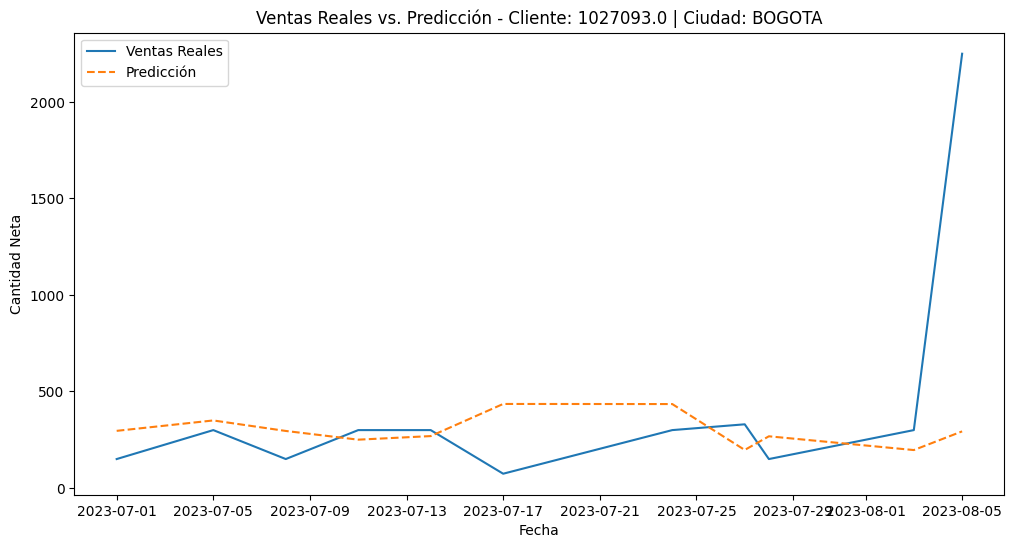 Ventas Reales vs. Predicción - Cliente: 1027093.0 | Ciudad: BOGOTA
Ventas Reales
Predicción
Cantidad Neta
2000
1500
1000
500
0
2023-07-01 2023-07-05 2023-07-09 2023-07-13 2023-07-17 2023-07-21 2023-07-25 2023-07-29 2023-08-01 2023-08-05
Fecha